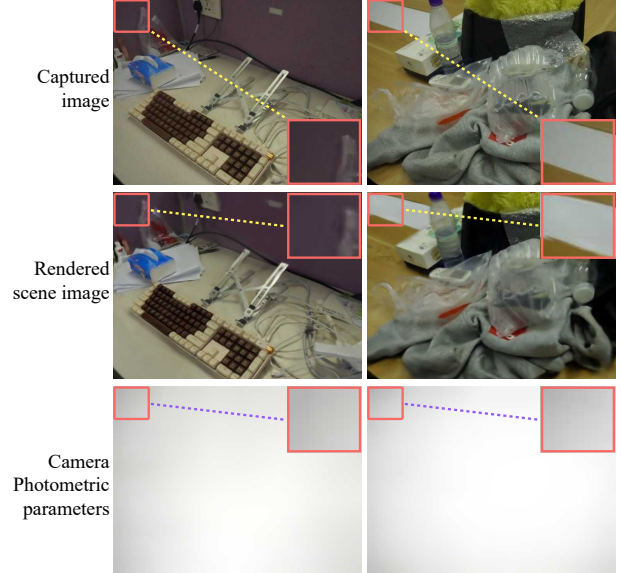 Captured
image
Rendered
scene image
Camera
Photometric
parameters